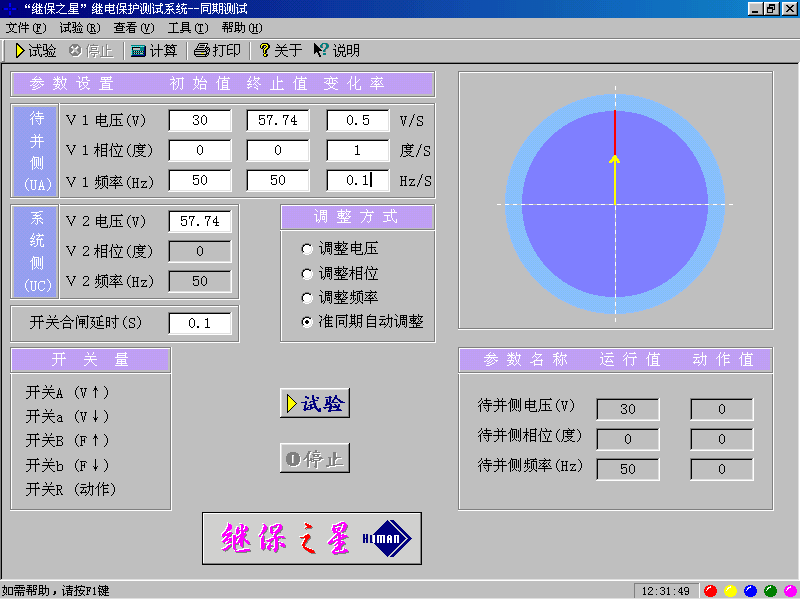 “继保之星”继电保护测试系统--同期测试
文件(F) 试验(R) 查看(V) 工具(T) 帮助(H)
试验 停止 计算 打印 关于 说明
参数设置 初始值 终止值 变化率
待并侧(UA)
V1电压(V) 30 57.74 0.5 V/S
V1相位(度) 0 0 1 度/S
V1频率(Hz) 50 50 0.1 Hz/S
系统侧(UC)
V2电压(V) 57.74
V2相位(度) 0
V2频率(Hz) 50
调整方式
调整电压
调整相位
调整频率
准同期自动调整
开关合闸延时(S) 0.1
开关量
开关A (V↑)
开关a (V↓)
开关B (F↑)
开关b (F↓)
开关R (动作)
试验
停止
参数名称 运行值 动作值
待并侧电压(V) 30 0
待并侧相位(度) 0 0
待并侧频率(Hz) 50 0
继保之星 HUMAN
如需帮助，请按F1键 12:31:49